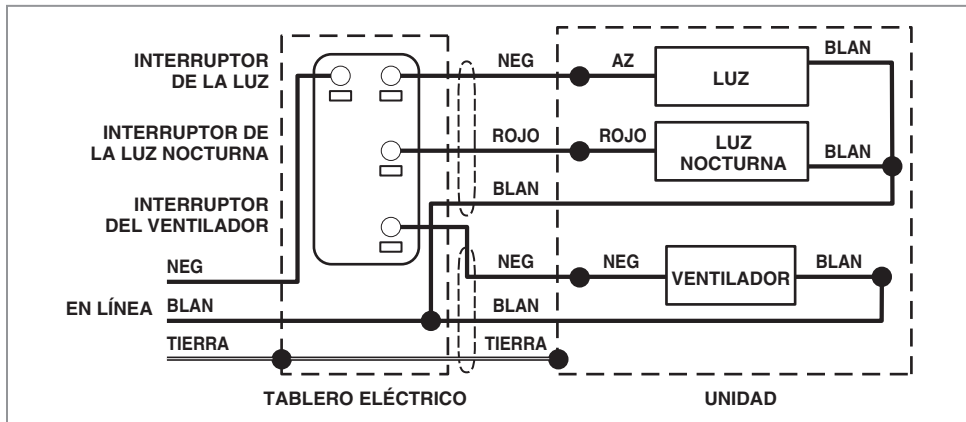 INTERRUPTOR
DE LA LUZ
NEG
AZ
LUZ
BLAN
INTERRUPTOR DE
LA LUZ NOCTURNA
ROJO
ROJO
LUZ
NOCTURNA
BLAN
BLAN
INTERRUPTOR
DEL VENTILADOR
NEG
NEG
NEG
VENTILADOR
BLAN
EN LÍNEA
BLAN
BLAN
TIERRA
TIERRA
TABLERO ELÉCTRICO
UNIDAD